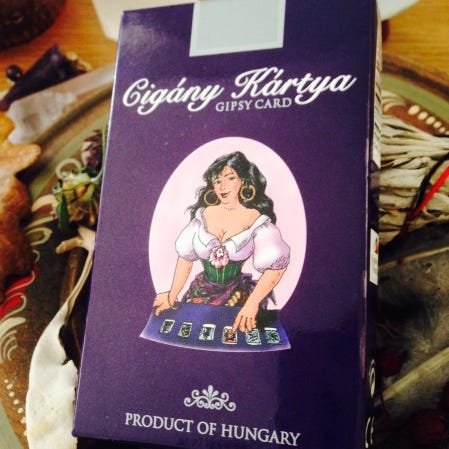 Cigány Kártya
GIPSY CARD
PRODUCT OF HUNGARY